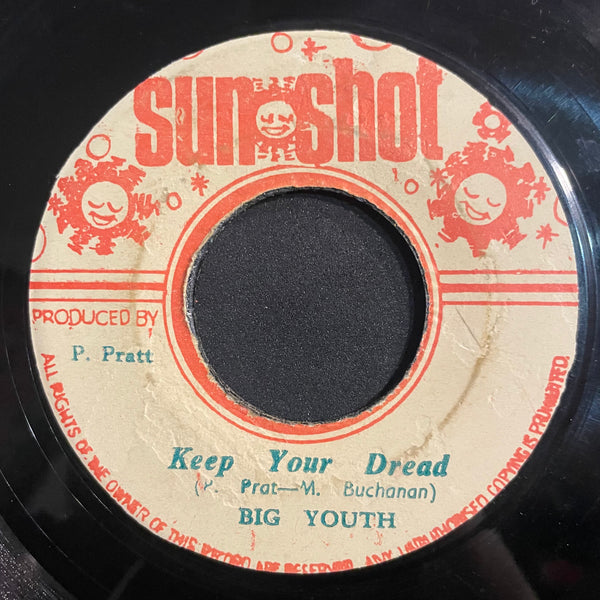 sun shot
PRODUCED BY
P. Pratt
Keep Your Dread
(P. Prat—M. Buchanan)
BIG YOUTH
ALL RIGHTS OF THE OWNER OF THIS RECORD ARE RESERVED. ANY UNAUTHORISED COPYING IS PROHIBITED.